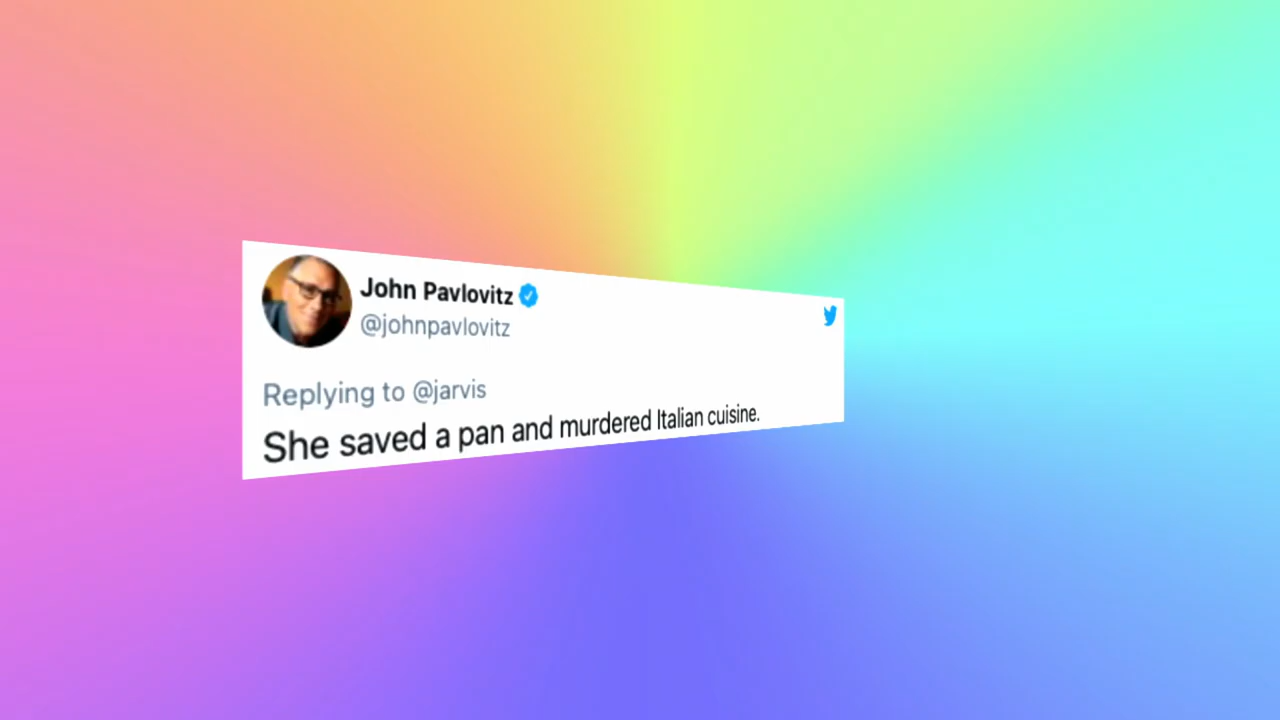 John Pavlovitz
@johnpavlovitz
Replying to @jarvis
She saved a pan and murdered Italian cuisine.